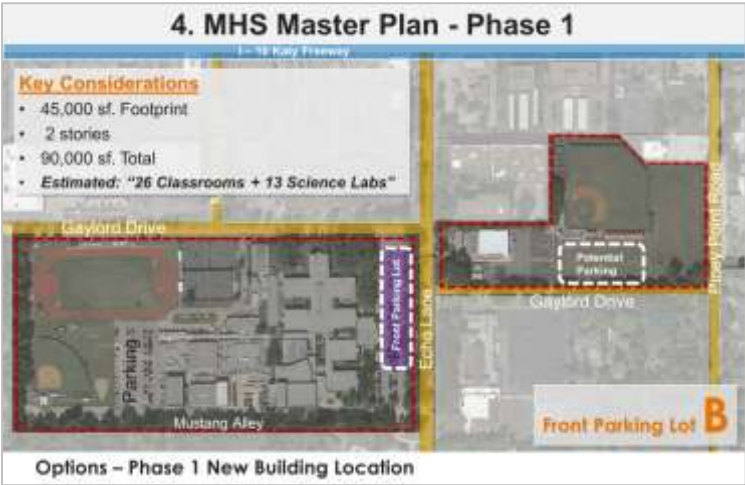 4. MHS Master Plan - Phase 1
I – 10 Katy Freeway
Key Considerations
• 45,000 sf. Footprint
• 2 stories
• 90,000 sf. Total
• Estimated: “26 Classrooms + 13 Science Labs”
Gaylord Drive
Piney Point Road
Potential
Parking
Front Parking Lot
Echo Lane
Gaylord Drive
Parking
Mustang Alley
Front Parking Lot B
Options – Phase 1 New Building Location